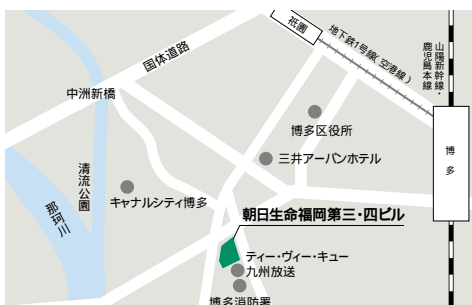 祇園
地下鉄1号線(空港線)
山陽新幹線・
鹿児島本線
国体道路
中洲新橋
博多区役所
博多
三井アーバンホテル
清流公園
キャナルシティ博多
那珂川
朝日生命福岡第三・四ビル
ティー・ヴィー・キュー
九州放送
博多消防署